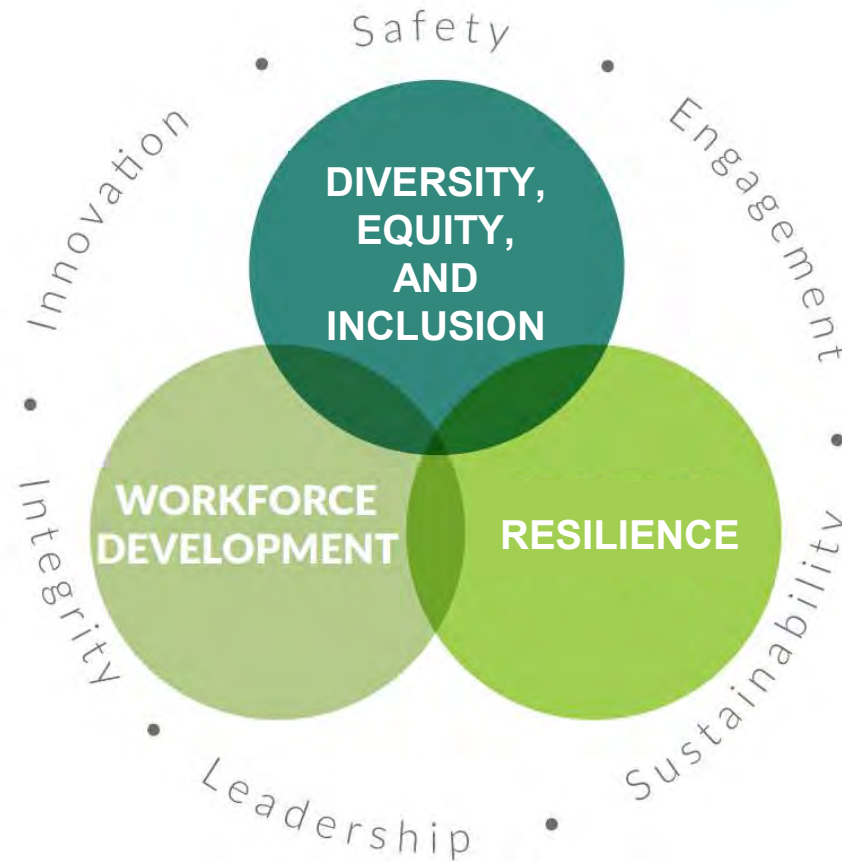 Safety
Engagement
Sustainability
Leadership
Integrity
Innovation
DIVERSITY,
EQUITY,
AND
INCLUSION
WORKFORCE
DEVELOPMENT
RESILIENCE